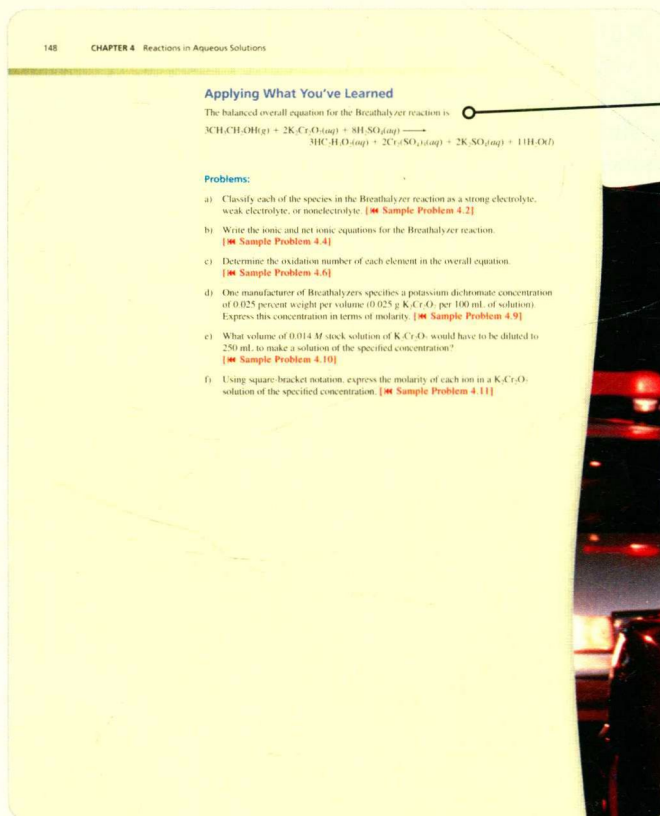 148 CHAPTER 4 Reactions in Aqueous Solutions
Applying What You've Learned
The balanced overall equation for the Breathalyzer reaction is
3CH₃CH₂OH(g) + 2K₂Cr₂O₇(aq) + 8H₂SO₄(aq) ⟶
3HC₂H₃O₂(aq) + 2Cr₂(SO₄)₃(aq) + 2K₂SO₄(aq) + 11H₂O(l)
Problems:
a) Classify each of the species in the Breathalyzer reaction as a strong electrolyte,
weak electrolyte, or nonelectrolyte. [⏮ Sample Problem 4.2]
b) Write the ionic and net ionic equations for the Breathalyzer reaction.
[⏮ Sample Problem 4.4]
c) Determine the oxidation number of each element in the overall equation.
[⏮ Sample Problem 4.6]
d) One manufacturer of Breathalyzers specifies a potassium dichromate concentration
of 0.025 percent weight per volume (0.025 g K₂Cr₂O₇ per 100 mL of solution).
Express this concentration in terms of molarity. [⏮ Sample Problem 4.9]
e) What volume of 0.014 M stock solution of K₂Cr₂O₇ would have to be diluted to
250 mL to make a solution of the specified concentration?
[⏮ Sample Problem 4.10]
f) Using square-bracket notation, express the molarity of each ion in a K₂Cr₂O₇
solution of the specified concentration. [⏮ Sample Problem 4.11]